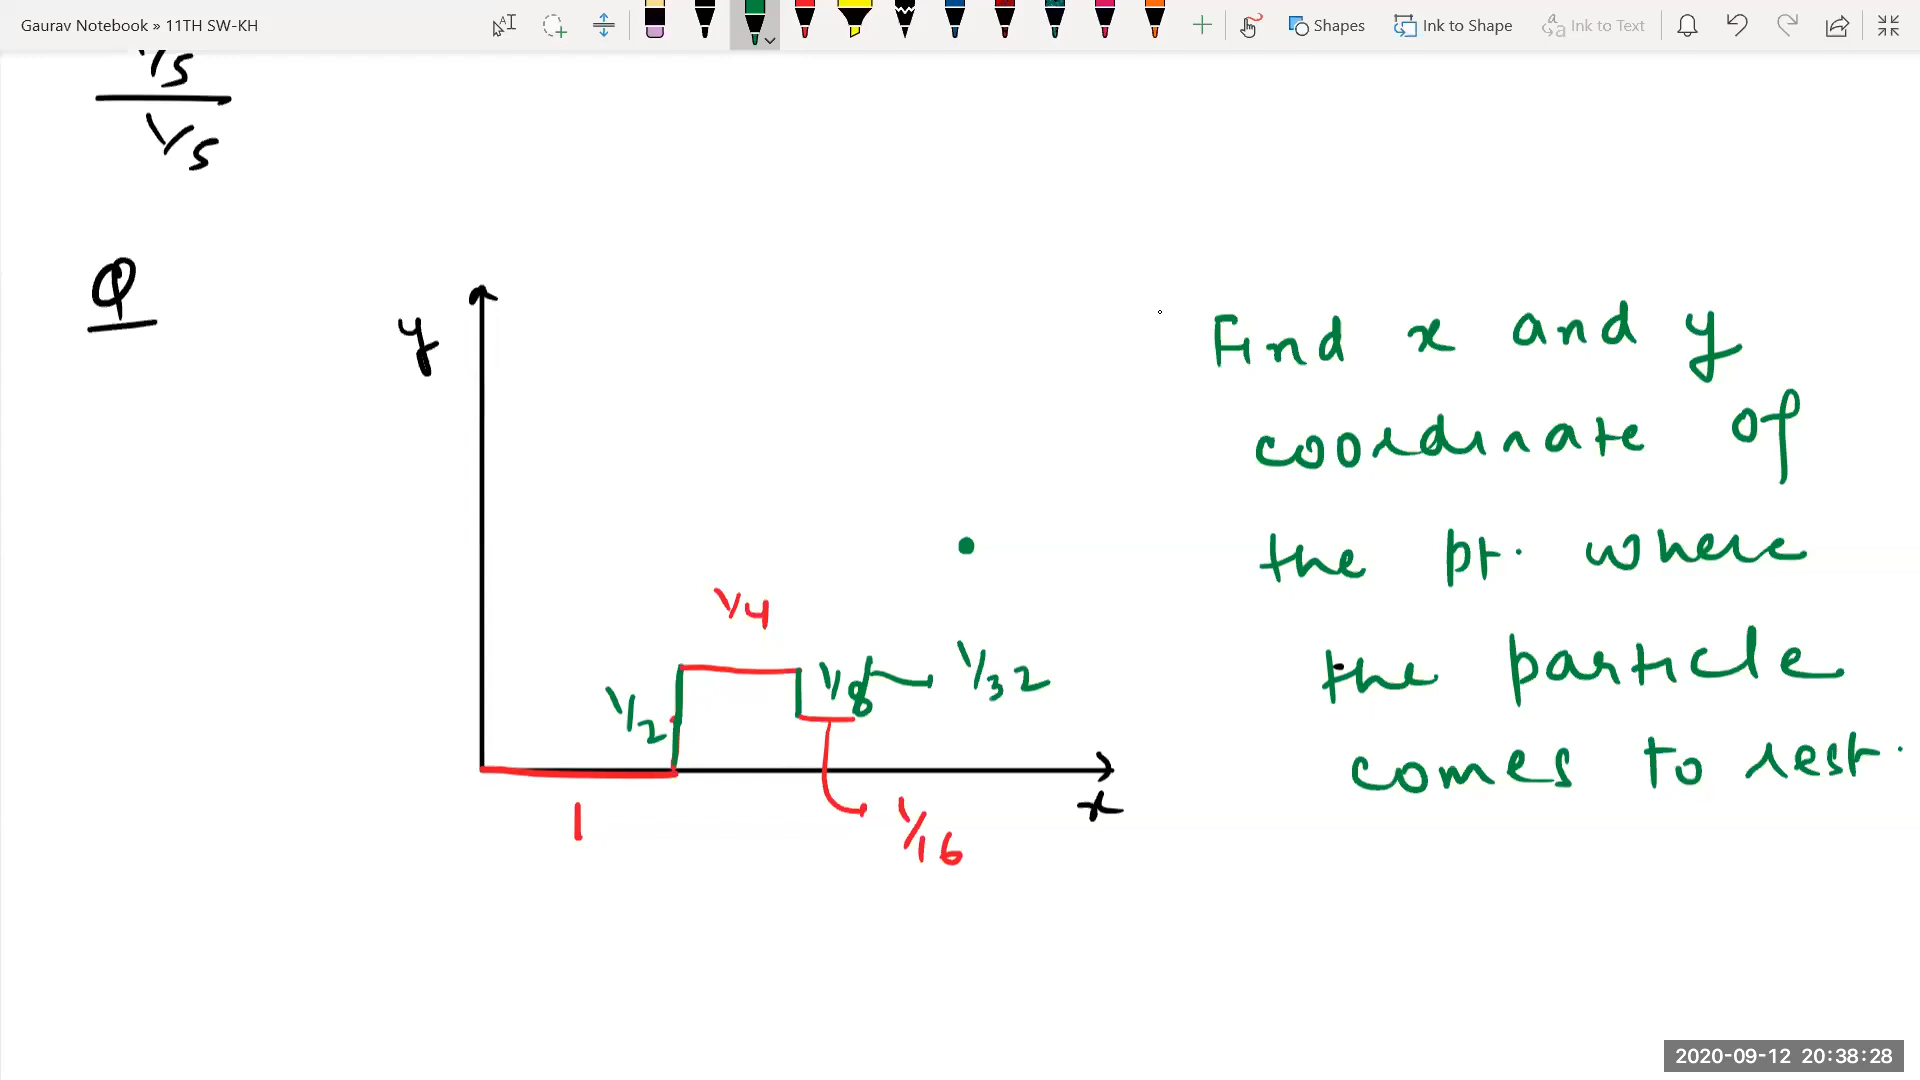 Gaurav Notebook » 11TH SW-KH
Shapes
Ink to Shape
Ink to Text
1/5
1/5
Q
y
Find x and y
coordinate of
the pt. where
the particle
comes to rest.
1/4
1/2
1/8
1/32
1
1/16
x
2020-09-12 20:38:28